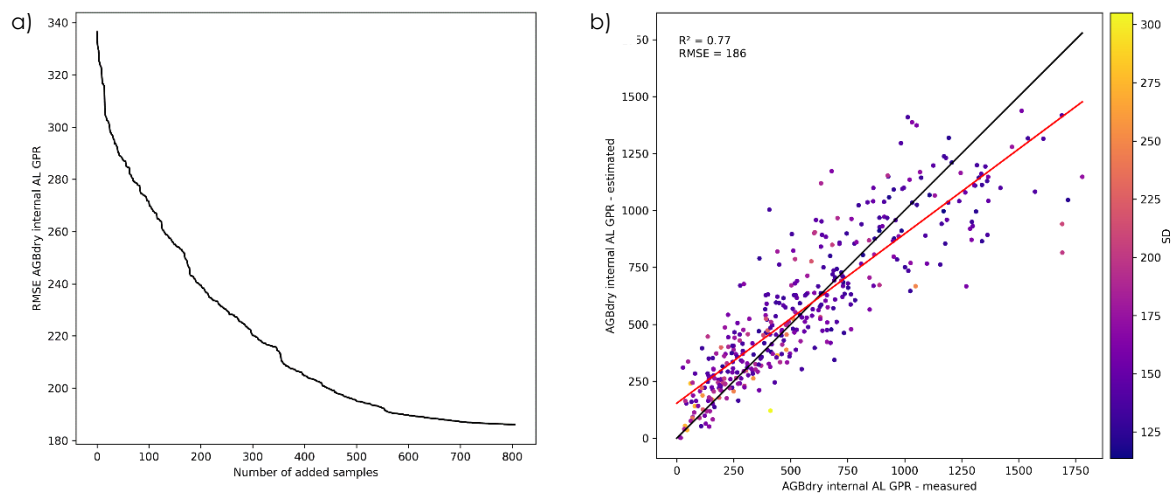 a)
340
320
300
280
260
240
220
200
180
RMSE AGBdry internal AL GPR
0 100 200 300 400 500 600 700 800
Number of added samples
b)
R² = 0.77
RMSE = 186
50
1500
1250
1000
750
500
250
0
AGBdry internal AL GPR - estimated
0 250 500 750 1000 1250 1500 1750
AGBdry internal AL GPR - measured
300
275
250
225
200
175
150
125
SD